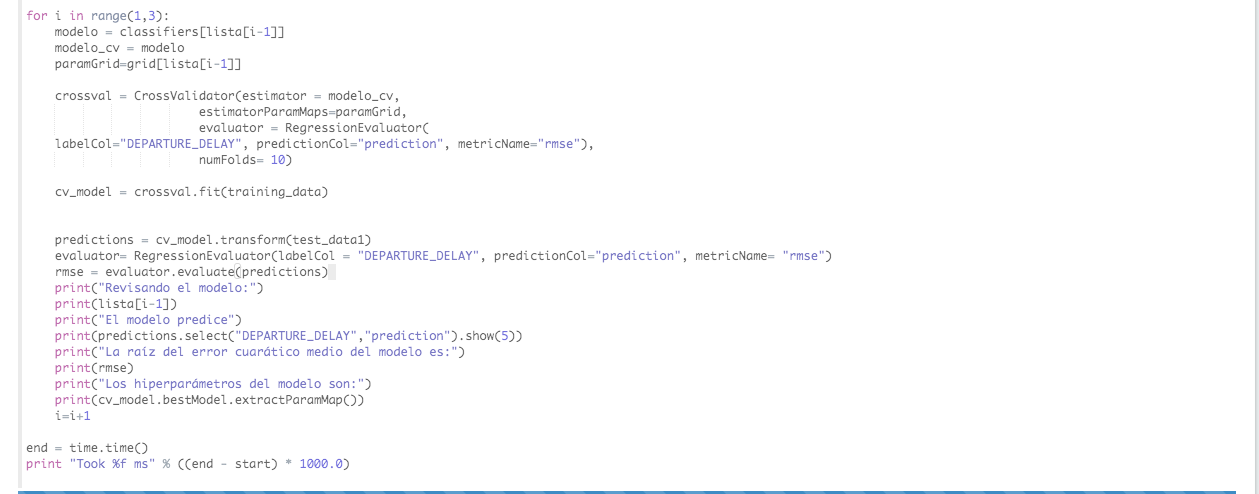 for i in range(1,3):
    modelo = classifiers[lista[i-1]]
    modelo_cv = modelo
    paramGrid=grid[lista[i-1]]

    crossval = CrossValidator(estimator = modelo_cv,
                        estimatorParamMaps=paramGrid,
                        evaluator = RegressionEvaluator(
    labelCol="DEPARTURE_DELAY", predictionCol="prediction", metricName="rmse"),
                        numFolds= 10)

    cv_model = crossval.fit(training_data)


    predictions = cv_model.transform(test_data1)
    evaluator= RegressionEvaluator(labelCol = "DEPARTURE_DELAY", predictionCol="prediction", metricName= "rmse")
    rmse = evaluator.evaluate(predictions)
    print("Revisando el modelo:")
    print(lista[i-1])
    print("El modelo predice")
    print(predictions.select("DEPARTURE_DELAY","prediction").show(5))
    print("La raíz del error cuarático medio del modelo es:")
    print(rmse)
    print("Los hiperparámetros del modelo son:")
    print(cv_model.bestModel.extractParamMap())
    i=i+1

end = time.time()
print "Took %f ms" % ((end - start) * 1000.0)